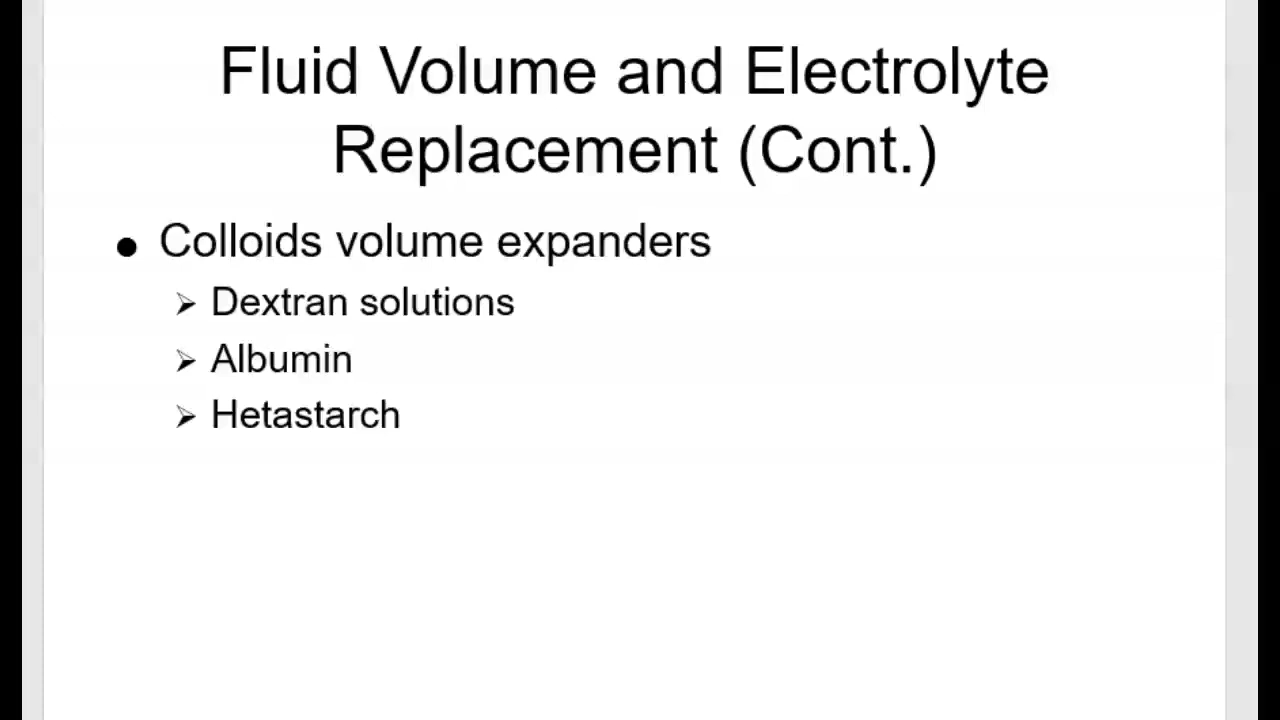 Fluid Volume and Electrolyte
Replacement (Cont.)
● Colloids volume expanders
➢ Dextran solutions
➢ Albumin
➢ Hetastarch